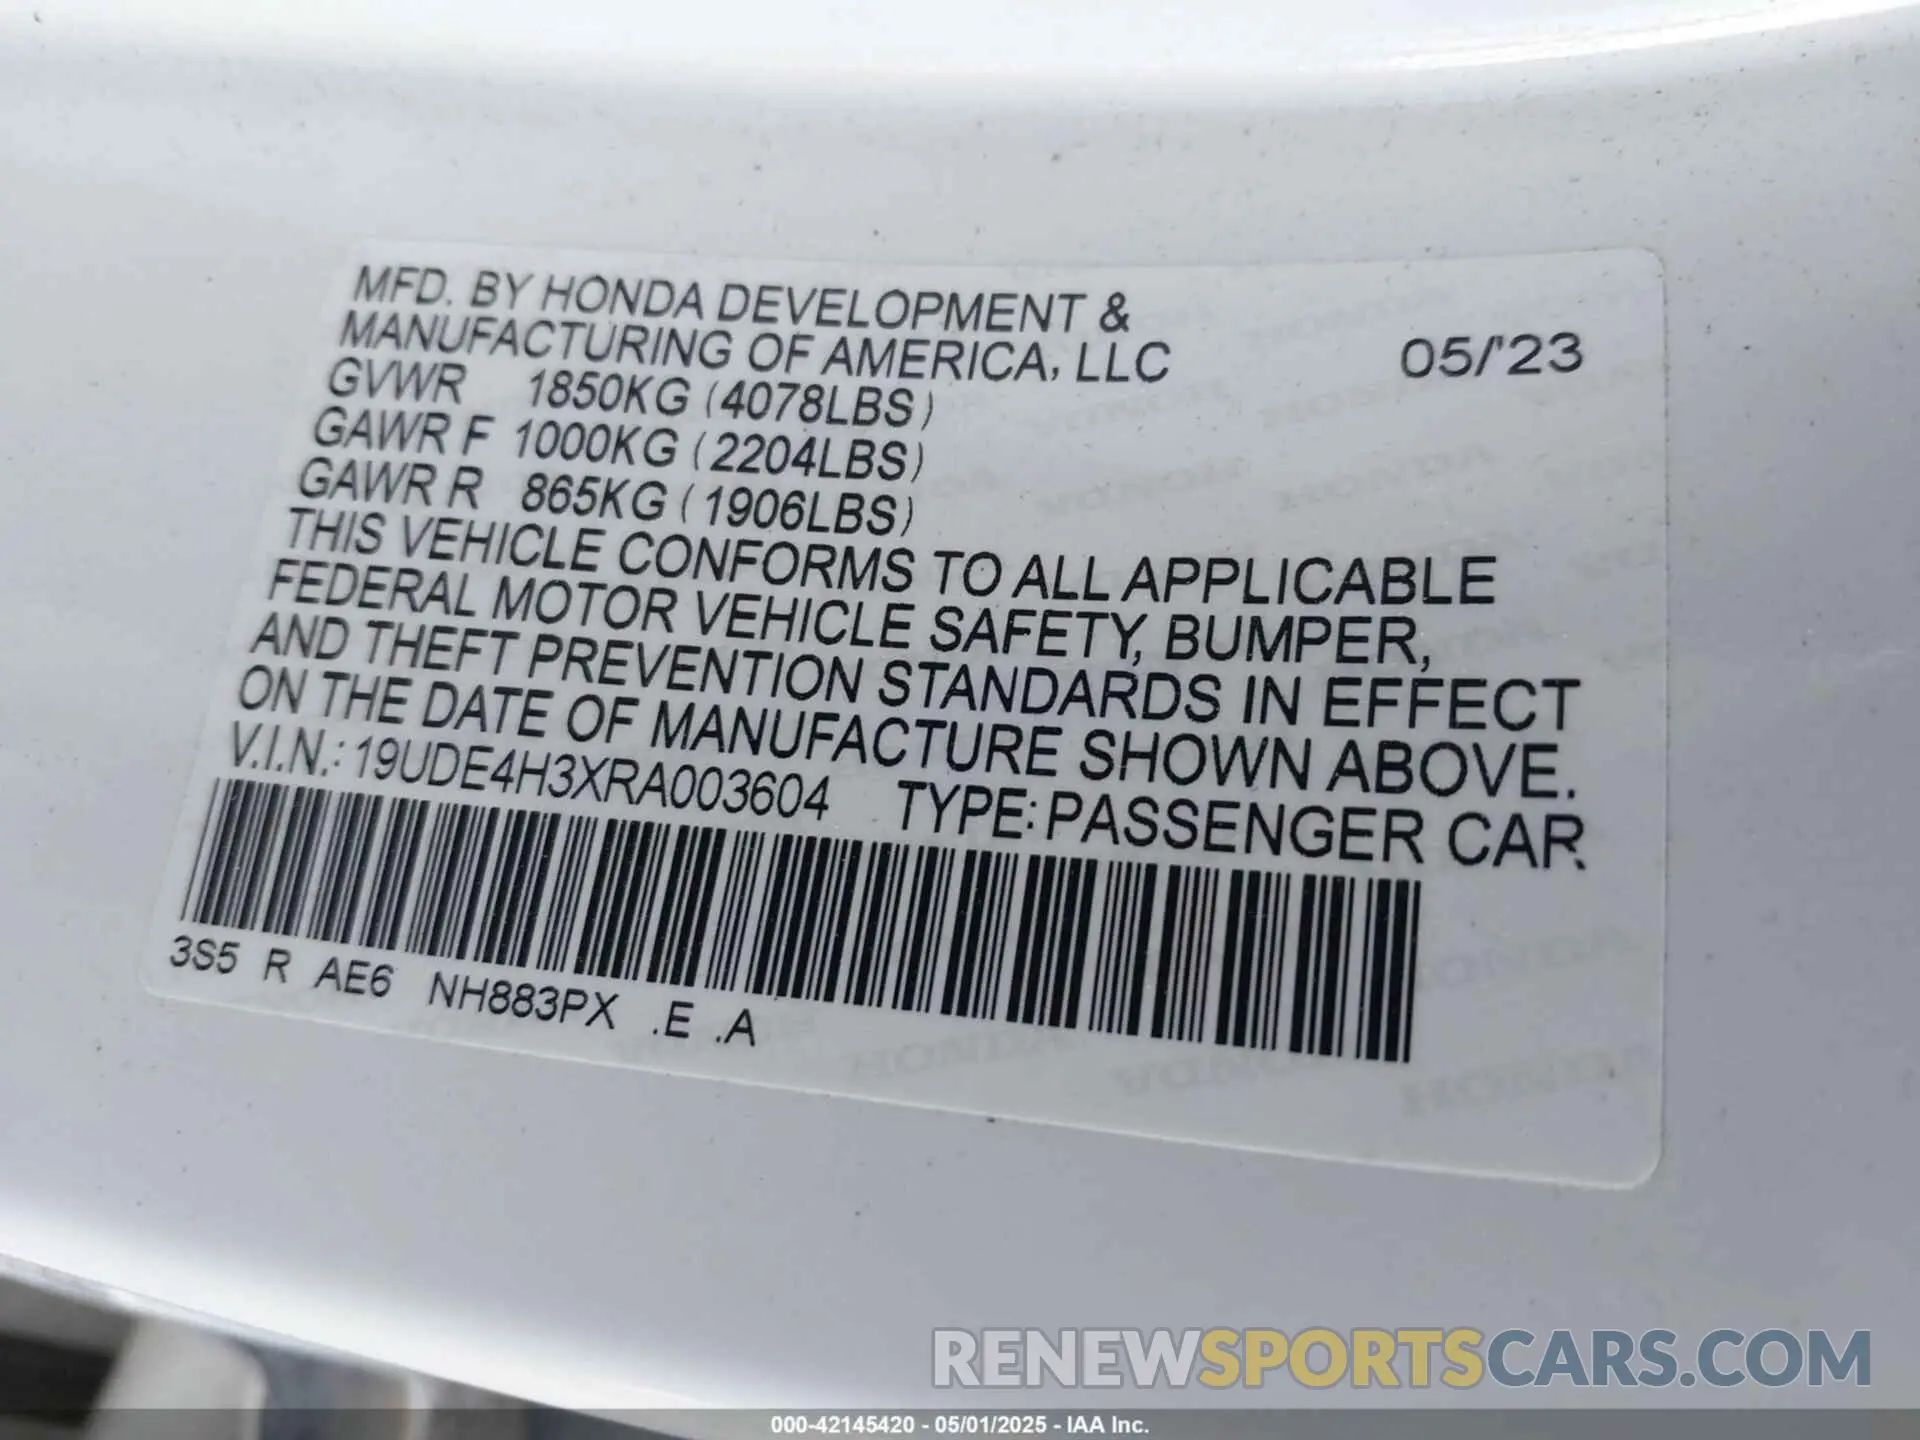 MFD. BY HONDA DEVELOPMENT &
MANUFACTURING OF AMERICA, LLC 05/'23
GVWR 1850KG (4078LBS)
GAWR F 1000KG (2204LBS)
GAWR R 865KG (1906LBS)
THIS VEHICLE CONFORMS TO ALL APPLICABLE
FEDERAL MOTOR VEHICLE SAFETY, BUMPER,
AND THEFT PREVENTION STANDARDS IN EFFECT
ON THE DATE OF MANUFACTURE SHOWN ABOVE.
V.I.N.: 19UDE4H3XRA003604 TYPE: PASSENGER CAR
3S5 R AE6 NH883PX .E .A
RENEWSPORTSCARS.COM
000-42145420 - 05/01/2025 - IAA Inc.